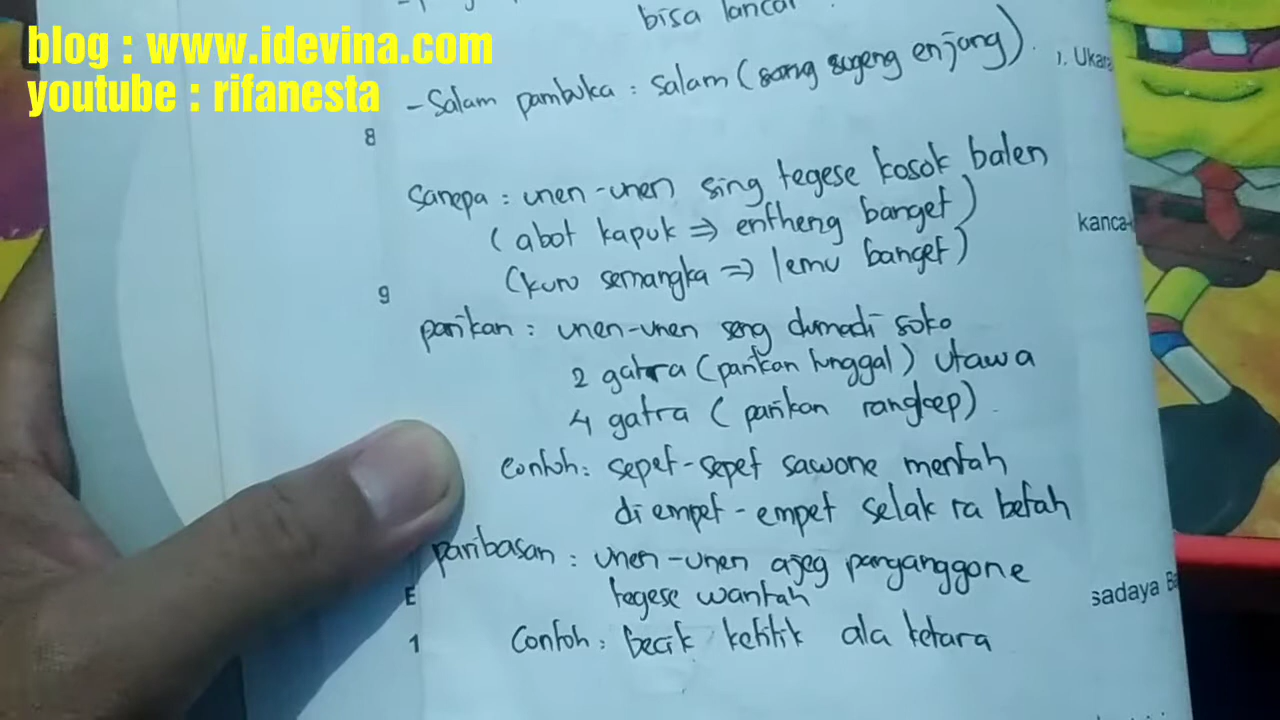 blog : www.idevina.com
youtube : rifanesta
bisa lancar.
1. Ukara
- Salam pambuka : salam (sugeng enjang).
8
sanepa : unen-unen sing tegese kosok balen
(abot kapuk => entheng banget)
kanca-
(kuru semangka => lemu banget)
9
parikan : unen-unen seng dumadi soko
2 gatra (parikan tunggal) utawa
4 gatra (parikan rangkep).
Contoh: sepet-sepet sawone mentah
di empet-empet selak ra betah
paribasan : unen-unen ajeg panganggone
E
tegese wantah
sadaya Ba
1
Contoh: becik ketitik ala ketara